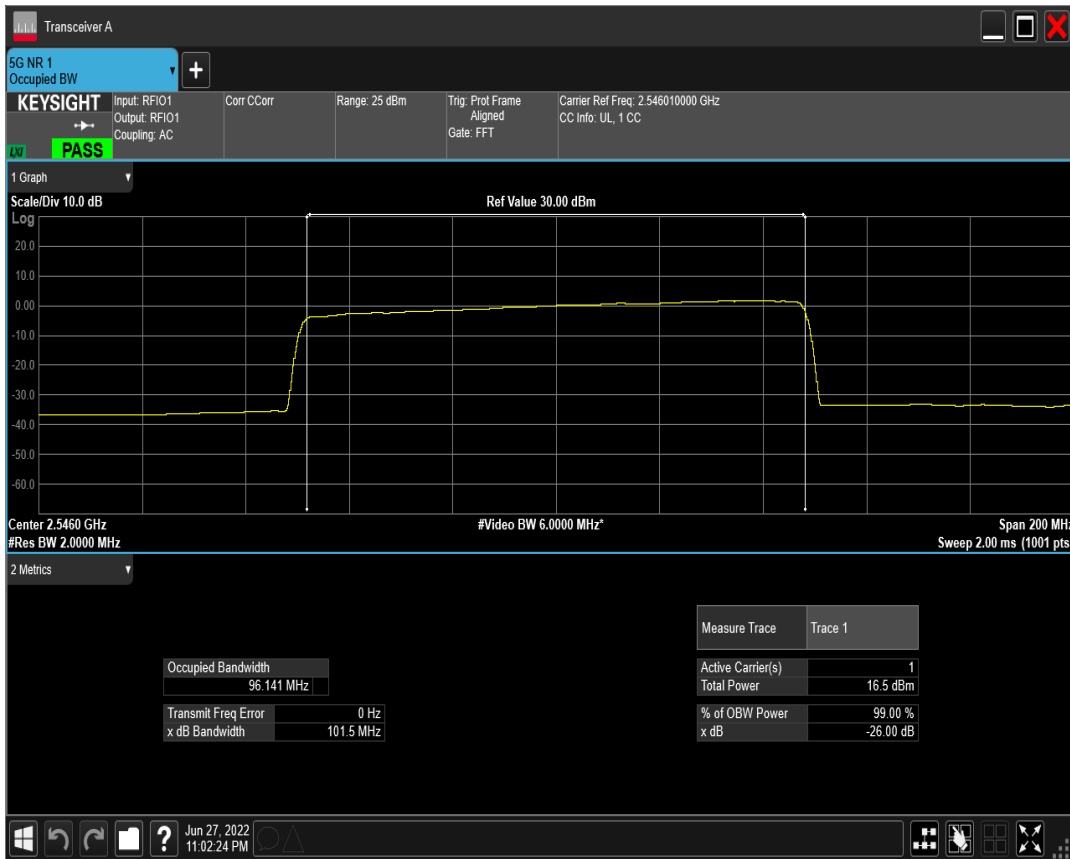 Transceiver A
5G NR 1
Occupied BW
+
KEYSIGHT
LXI
PASS
Input: RFIO1
Output: RFIO1
Coupling: AC
Corr CCorr
Range: 25 dBm
Trig: Prot Frame
Aligned
Gate: FFT
Carrier Ref Freq: 2.546010000 GHz
CC Info: UL, 1 CC
1 Graph
Scale/Div 10.0 dB
Ref Value 30.00 dBm
Log
20.0
10.0
0.00
-10.0
-20.0
-30.0
-40.0
-50.0
-60.0
Center 2.5460 GHz
#Video BW 6.0000 MHz*
Span 200 MHz
#Res BW 2.0000 MHz
Sweep 2.00 ms (1001 pts
2 Metrics
Measure Trace Trace 1
Occupied Bandwidth
96.141 MHz
Active Carrier(s) 1
Total Power 16.5 dBm
Transmit Freq Error 0 Hz
x dB Bandwidth 101.5 MHz
% of OBW Power 99.00 %
x dB -26.00 dB
?
Jun 27, 2022
11:02:24 PM